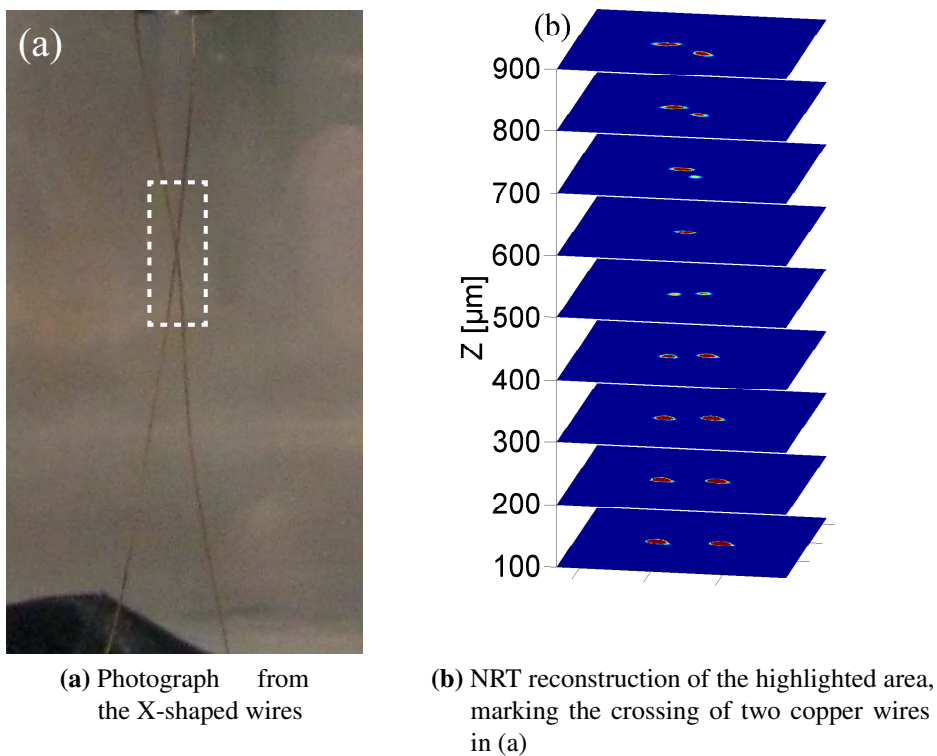 (a)
(b)
900
800
700
600
500
400
300
200
100
Z [µm]
(a) Photograph from
the X-shaped wires
(b) NRT reconstruction of the highlighted area,
marking the crossing of two copper wires
in (a)